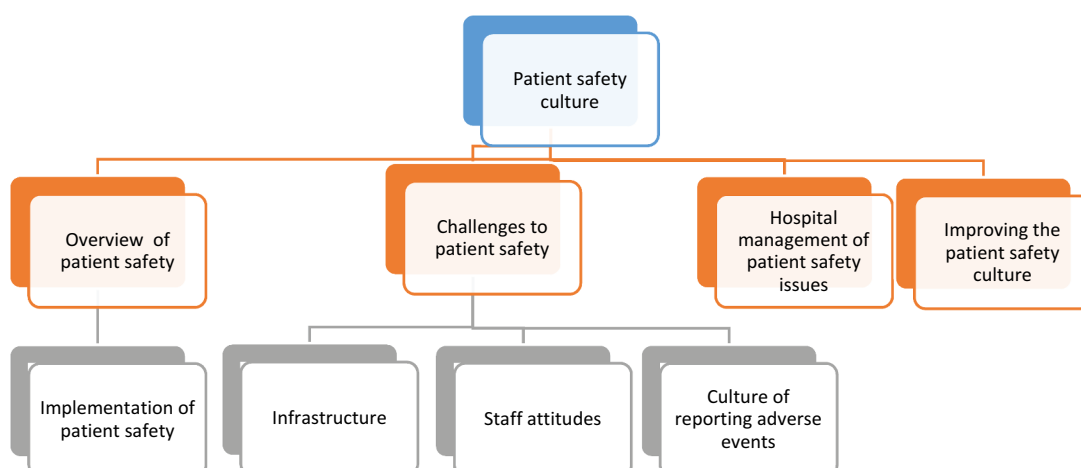 Patient safety
culture
Overview of
patient safety
Challenges to
patient safety
Hospital
management of
patient safety
issues
Improving the
patient safety
culture
Implementation of
patient safety
Infrastructure
Staff attitudes
Culture of
reporting adverse
events